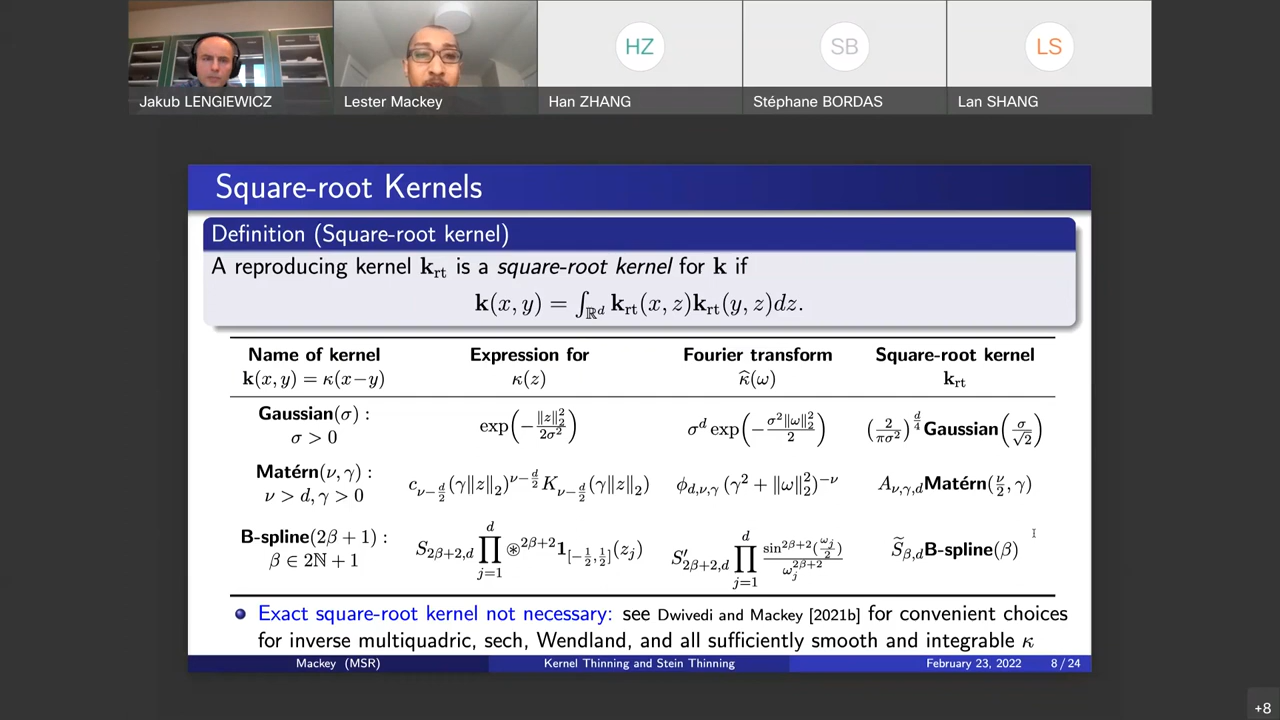 HZ
SB
LS
Jakub LENGIEWICZ
Lester Mackey
Han ZHANG
Stéphane BORDAS
Lan SHANG
Square-root Kernels
Definition (Square-root kernel)
A reproducing kernel k_rt is a square-root kernel for k if
k(x, y) = ∫_{ℝ^d} k_rt(x, z)k_rt(y, z)dz.
Name of kernel Expression for Fourier transform Square-root kernel
k(x, y) = κ(x−y) κ(z) κ̂(ω) k_rt
Gaussian(σ) : σ > 0 exp(−‖z‖₂²/2σ²) σ^d exp(−σ²‖ω‖₂²/2) (2/πσ²)^{d/4} Gaussian(σ/√2)
Matérn(ν, γ) : ν > d, γ > 0 c_{ν−d/2}(γ‖z‖₂)^{ν−d/2} K_{ν−d/2}(γ‖z‖₂) φ_{d,ν,γ} (γ² + ‖ω‖₂²)^{−ν} A_{ν,γ,d}Matérn(ν/2, γ)
B-spline(2β + 1) : β ∈ 2ℕ + 1 S_{2β+2,d} ∏_{j=1}^{d} ⊛^{2β+2} 1_{[−1/2,1/2]}(z_j) S′_{2β+2,d} ∏_{j=1}^{d} sin^{2β+2}(ω_j/2)/ω_j^{2β+2} S̃_{β,d}B-spline(β)
Exact square-root kernel not necessary: see Dwivedi and Mackey [2021b] for convenient choices
for inverse multiquadric, sech, Wendland, and all sufficiently smooth and integrable κ
Mackey (MSR) Kernel Thinning and Stein Thinning February 23, 2022 8 / 24
+8